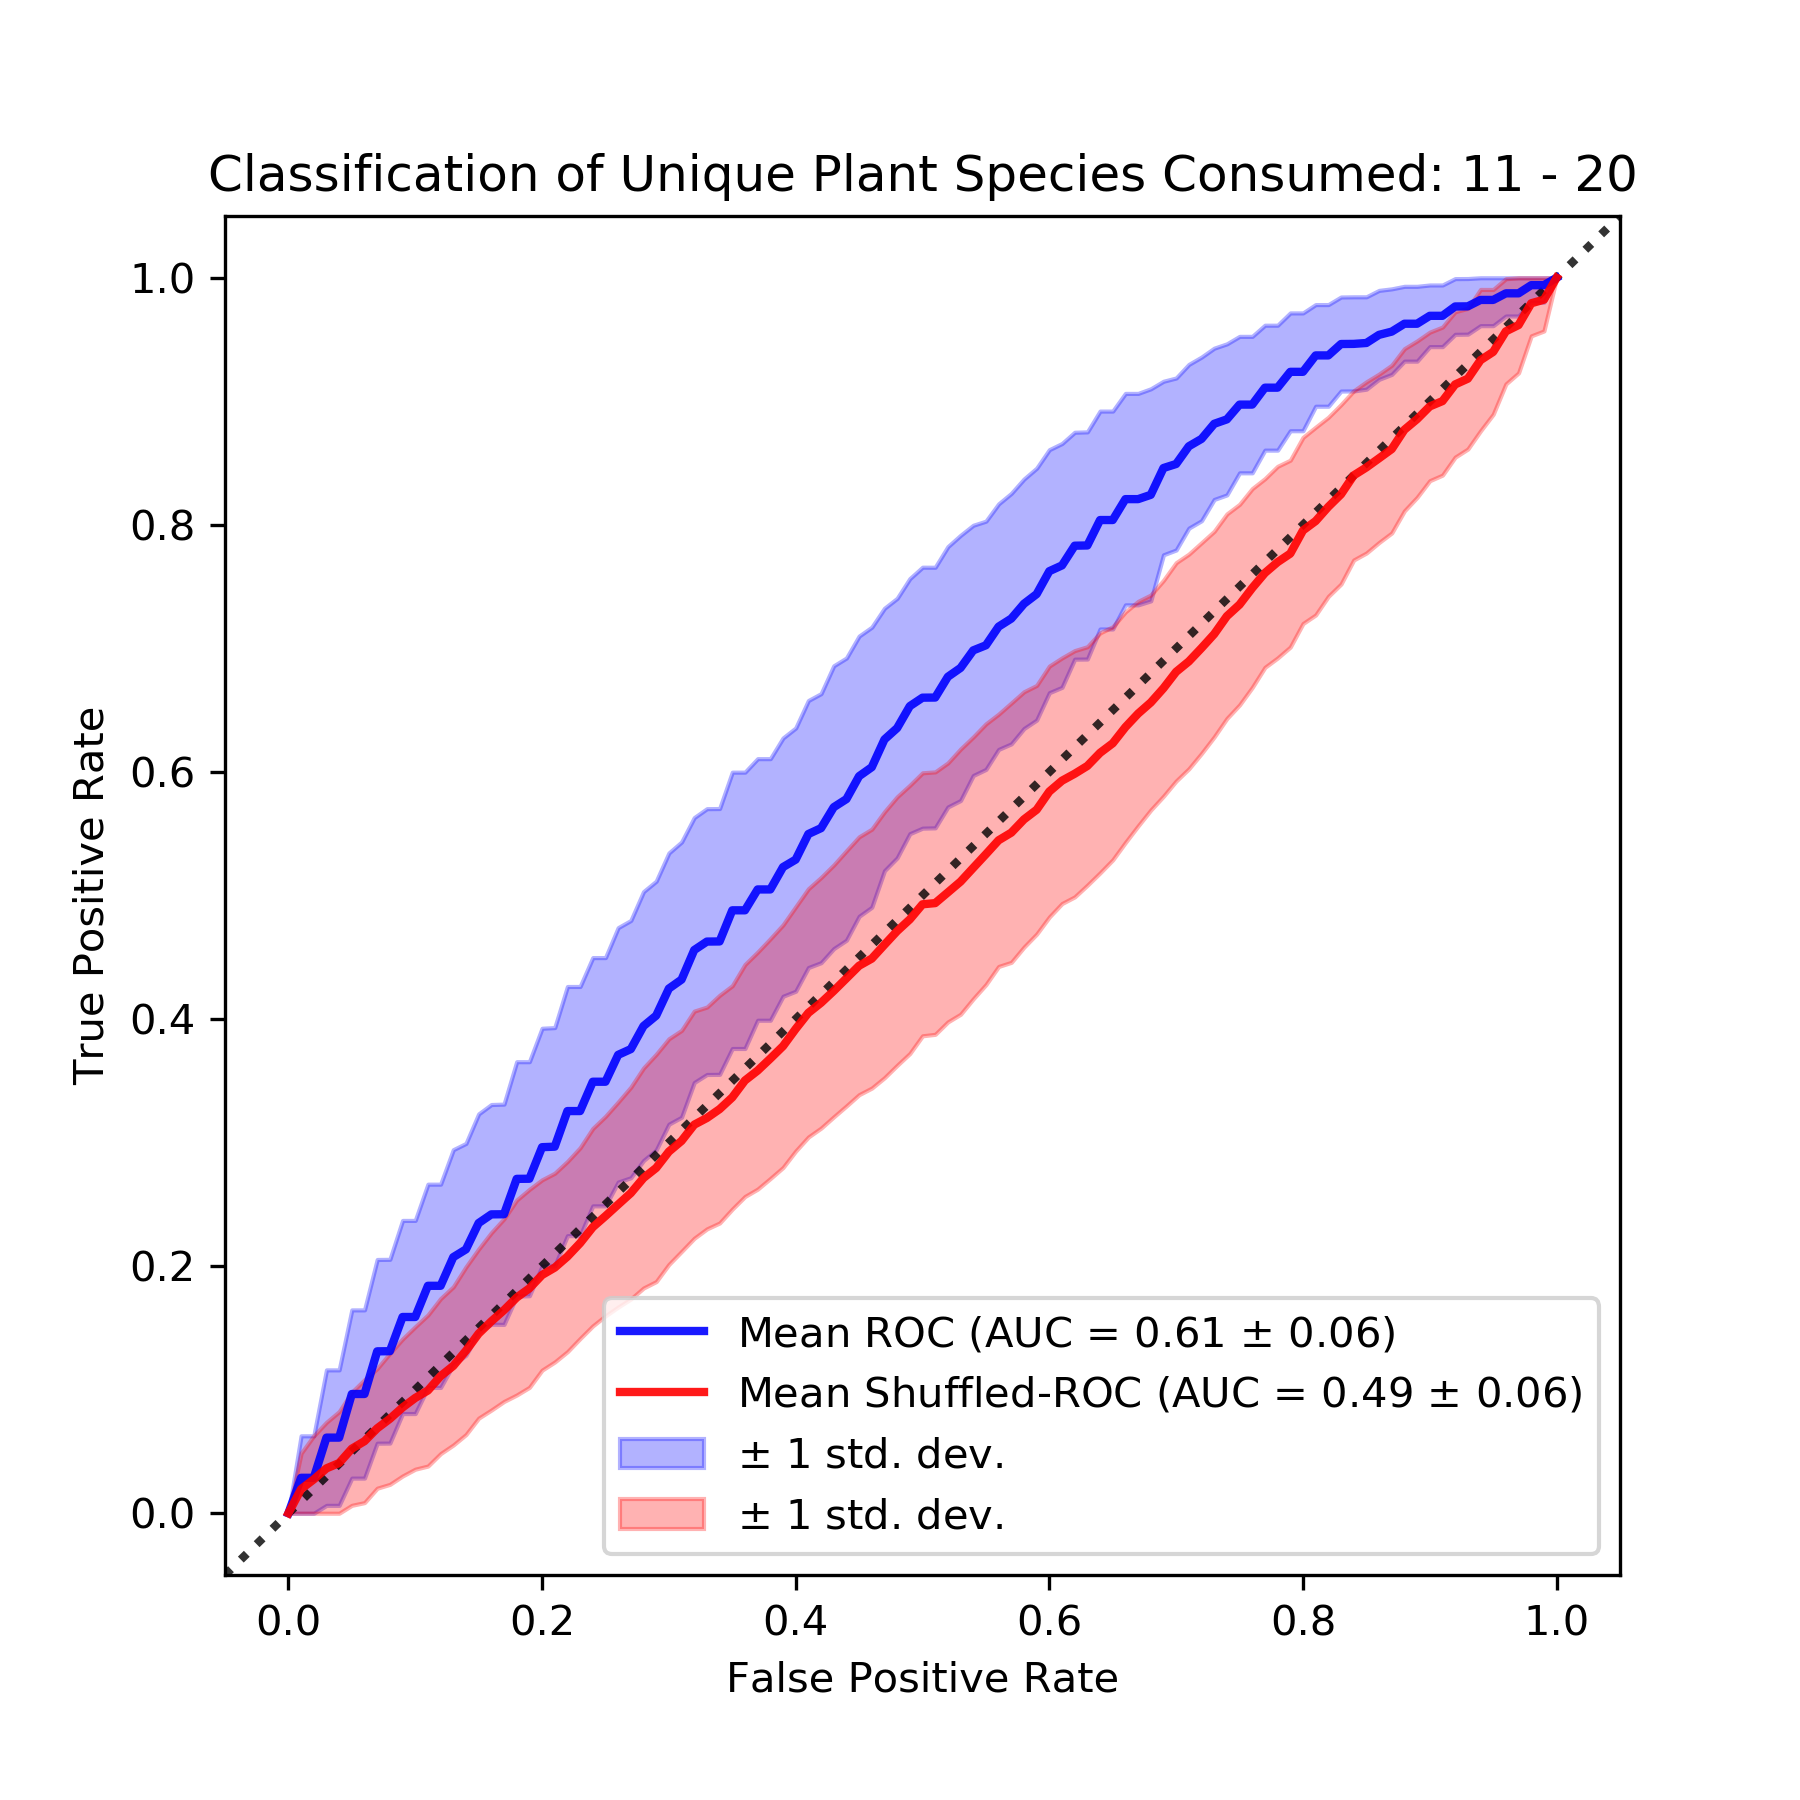 Classification of Unique Plant Species Consumed: 11 - 20
1.0
0.8
0.6
0.4
0.2
0.0
True Positive Rate
Mean ROC (AUC = 0.61 ± 0.06)
Mean Shuffled-ROC (AUC = 0.49 ± 0.06)
± 1 std. dev.
± 1 std. dev.
0.0 0.2 0.4 0.6 0.8 1.0
False Positive Rate